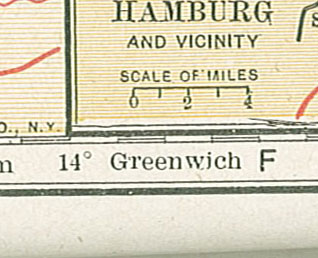 HAMBURG
AND VICINITY
SCALE OF MILES
0 2 4
O., N.Y.
m 14° Greenwich F